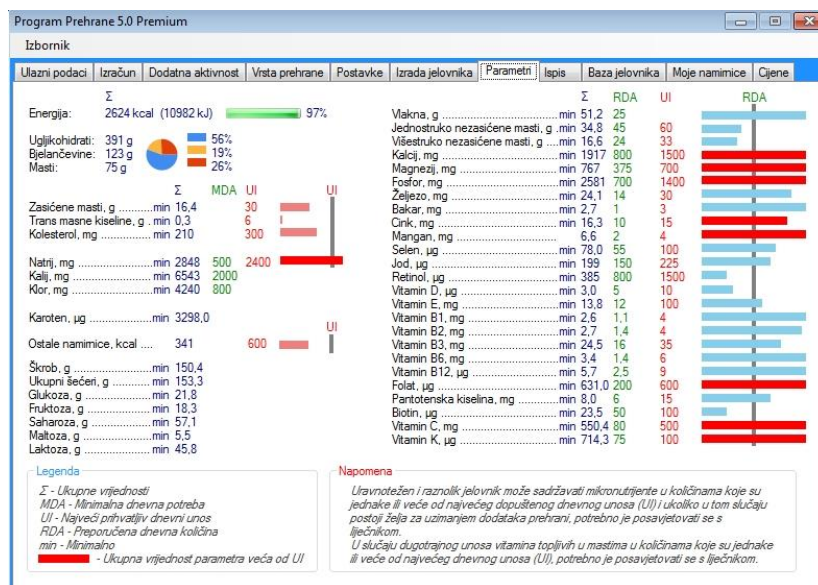 Program Prehrane 5.0 Premium
Izbornik
Ulazni podaci Izračun Dodatna aktivnost Vrsta prehrane Postavke Izrada jelovnika Parametri Ispis Baza jelovnika Moje namirnice Cijene
Σ
Energija: 2624 kcal (10982 kJ) 97%
Ugljikohidrati: 391 g 56%
Bjelančevine: 123 g 19%
Masti: 75 g 26%
Σ MDA UI UI
Zasićene masti, g ............... min 16,4 30
Trans masne kiseline, g . min 0,3 6
Kolesterol, mg ................... min 210 300
Natrij, mg ................. min 2848 500 2400
Kalij, mg ................... min 6543 2000
Klor, mg ................... min 4240 800
Karoten, µg ................... min 3298,0
UI
Ostale namirnice, kcal .... 341 600
Škrob, g ........................ min 150,4
Ukupni šećeri, g .............. min 153,3
Glukoza, g ..................... min 21,8
Fruktoza, g .................... min 18,3
Saharoza, g ................... min 57,1
Maltoza, g ..................... min 5,5
Laktoza, g ..................... min 45,8
Σ RDA UI RDA
Vlakna, g ........................................ min 51,2 25
Jednostruko nezasićene masti, g . min 34,8 45 60
Višestruko nezasićene masti, g .... min 16,6 24 33
Kalcij, mg ...................................... min 1917 800 1500
Magnezij, mg ................................. min 767 375 700
Fosfor, mg ..................................... min 2581 700 1400
Željezo, mg ................................... min 24,1 14 30
Bakar, mg ..................................... min 2,7 1 3
Cink, mg ....................................... min 16,3 10 15
Mangan, mg .................................. 6,6 2 4
Selen, µg ...................................... min 78,0 55 100
Jod, µg ......................................... min 199 150 225
Retinol, µg .................................... min 385 800 1500
Vitamin D, µg ................................ min 3,0 5 10
Vitamin E, mg ............................... min 13,8 12 100
Vitamin B1, mg .............................. min 2,6 1,1 4
Vitamin B2, mg .............................. min 2,7 1,4 4
Vitamin B3, mg .............................. min 24,5 16 35
Vitamin B6, mg .............................. min 3,4 1,4 6
Vitamin B12, µg ............................. min 5,7 2,5 9
Folat, µg ........................................ min 631,0 200 600
Pantotenska kiselina, mg ............... min 8,0 6 15
Biotin, µg ....................................... min 23,5 50 100
Vitamin C, mg ................................ min 550,4 80 500
Vitamin K, µg ................................. min 714,3 75 100
Legenda
Σ - Ukupne vrijednosti
MDA - Minimalna dnevna potreba
UI - Najveći prihvatljiv dnevni unos
RDA - Preporučena dnevna količina
min - Minimalno
- Ukupna vrijednost parametra veća od UI
Napomena
Uravnotežen i raznolik jelovnik može sadržavati mikronutrijente u količinama koje su
jednake ili veće od najvećeg dopuštenog dnevnog unosa (UI) i ukoliko u tom slučaju
postoji želja za uzimanjem dodataka prehrani, potrebno je posavjetovati se s
liječnikom.
U slučaju dugotrajnog unosa vitamina topljivih u mastima u količinama koje su jednake
ili veće od najvećeg dnevnog unosa (UI), potrebno je posavjetovati se s liječnikom.